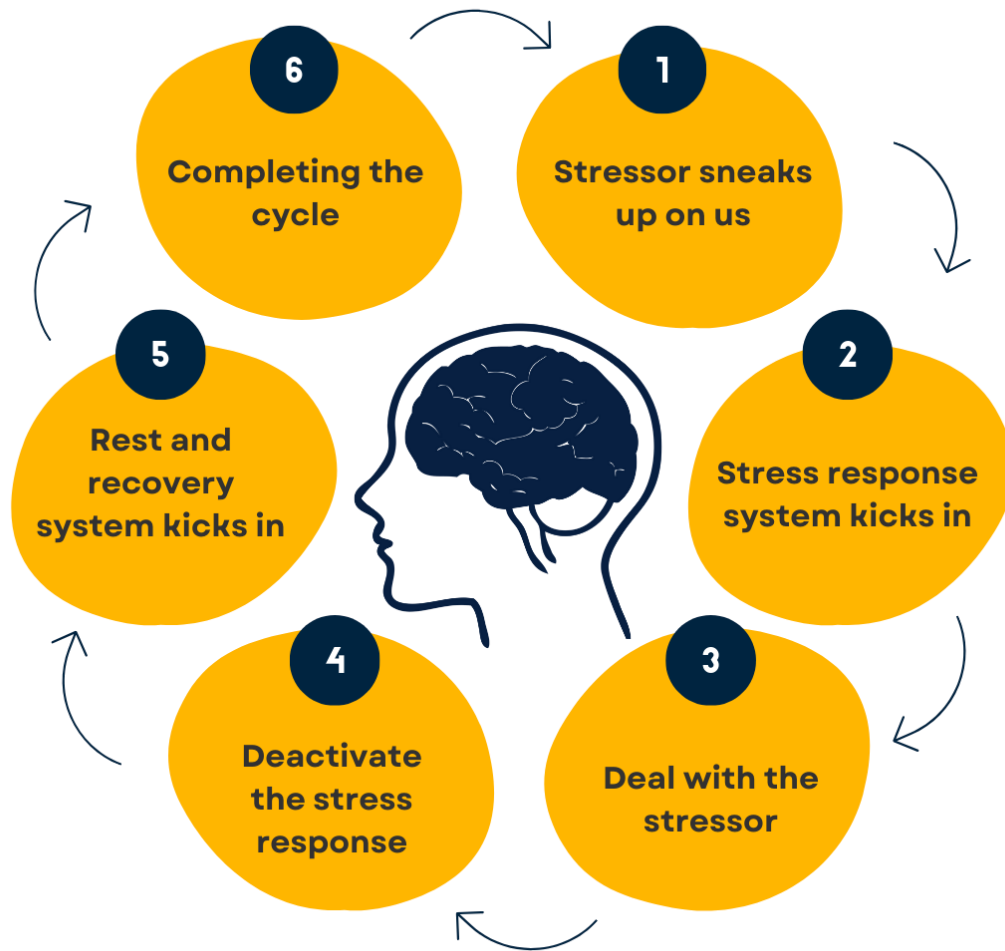 1
Stressor sneaks
up on us
2
Stress response
system kicks in
3
Deal with the
stressor
4
Deactivate
the stress
response
5
Rest and
recovery
system kicks in
6
Completing the
cycle